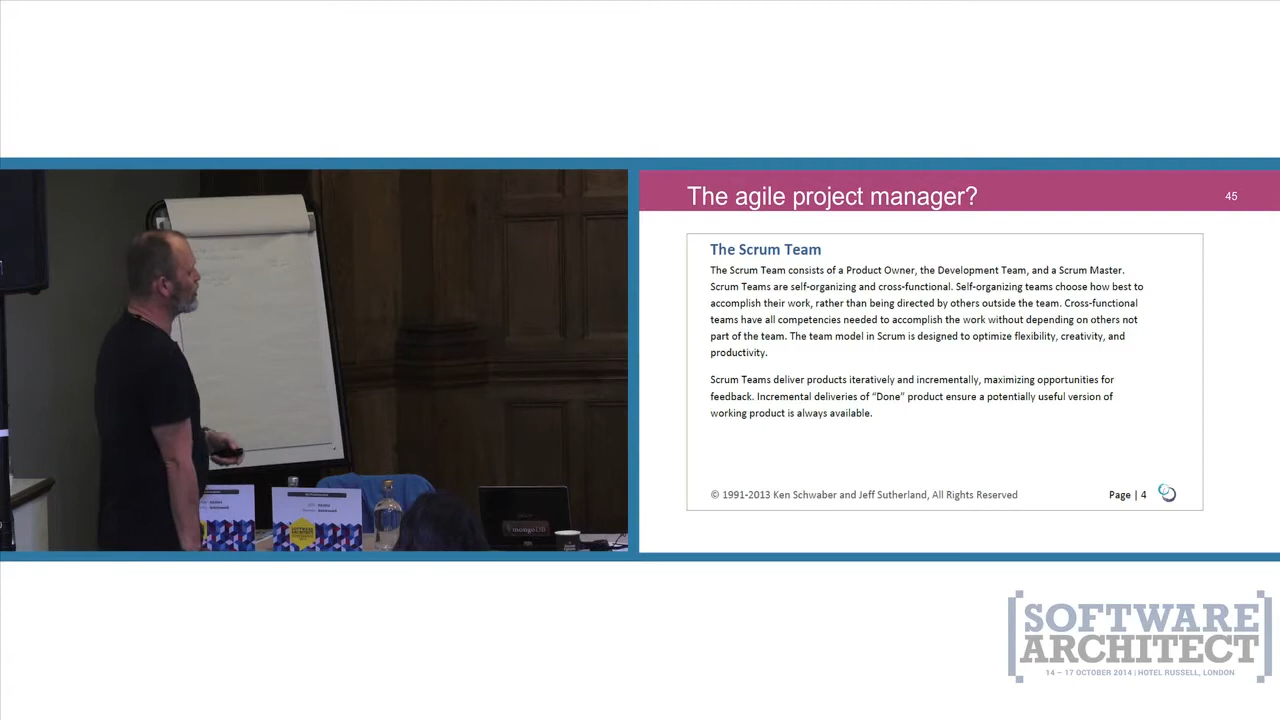 The agile project manager?
45
The Scrum Team
The Scrum Team consists of a Product Owner, the Development Team, and a Scrum Master.
Scrum Teams are self-organizing and cross-functional. Self-organizing teams choose how best to
accomplish their work, rather than being directed by others outside the team. Cross-functional
teams have all competencies needed to accomplish the work without depending on others not
part of the team. The team model in Scrum is designed to optimize flexibility, creativity, and
productivity.
Scrum Teams deliver products iteratively and incrementally, maximizing opportunities for
feedback. Incremental deliveries of “Done” product ensure a potentially useful version of
working product is always available.
© 1991-2013 Ken Schwaber and Jeff Sutherland, All Rights Reserved
Page | 4
mongoDB
SOFTWARE
ARCHITECT
14 – 17 OCTOBER 2014 | HOTEL RUSSELL, LONDON